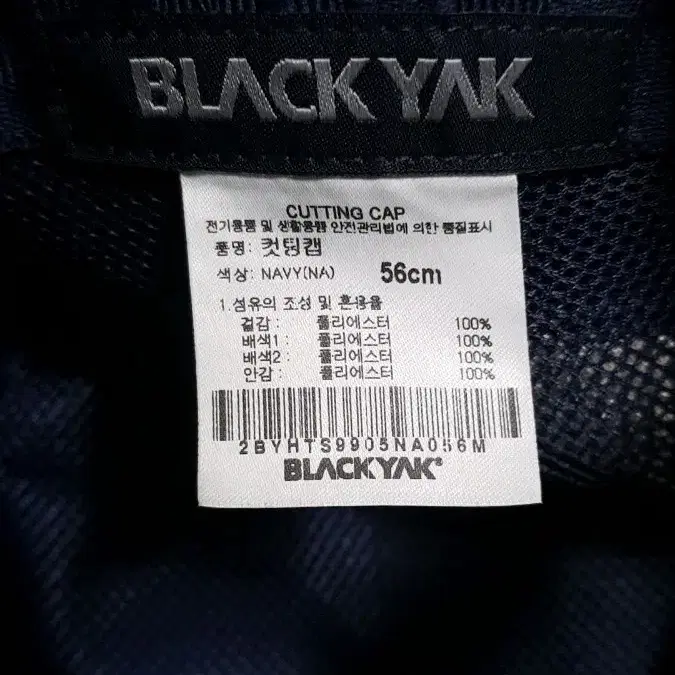 BLACK YAK
CUTTING CAP
전기용품 및 생활용품 안전관리법에 의한 품질표시
품명: 컷팅캡
색상: NAVY(NA) 56cm
1.섬유의 조성 및 혼용율
겉감 : 폴리에스터 100%
배색1 : 폴리에스터 100%
배색2 : 폴리에스터 100%
안감 : 폴리에스터 100%
2BYHTS9905NA056M
BLACK YAK®